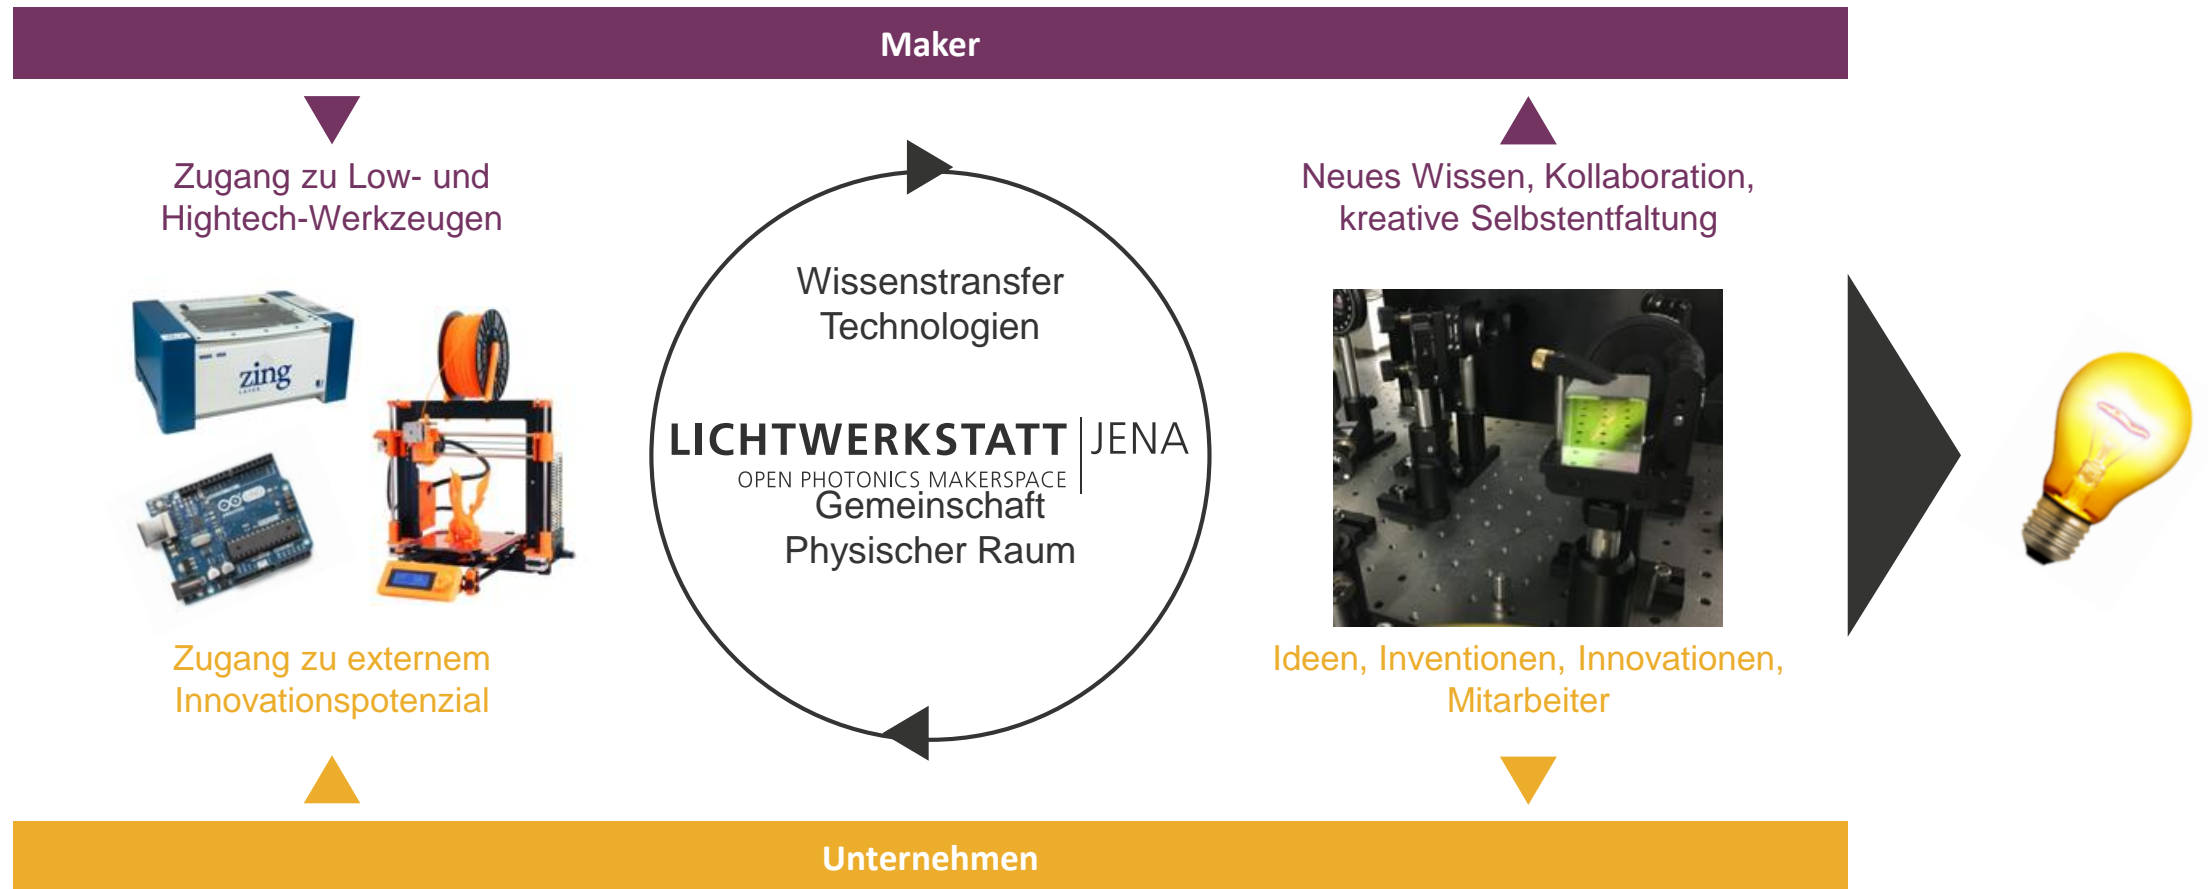 Maker
Zugang zu Low- und
Hightech-Werkzeugen
Neues Wissen, Kollaboration,
kreative Selbstentfaltung
Wissenstransfer
Technologien
zing
LASER
LICHTWERKSTATT JENA
OPEN PHOTONICS MAKERSPACE
Gemeinschaft
Physischer Raum
Zugang zu externem
Innovationspotenzial
Ideen, Inventionen, Innovationen,
Mitarbeiter
Unternehmen